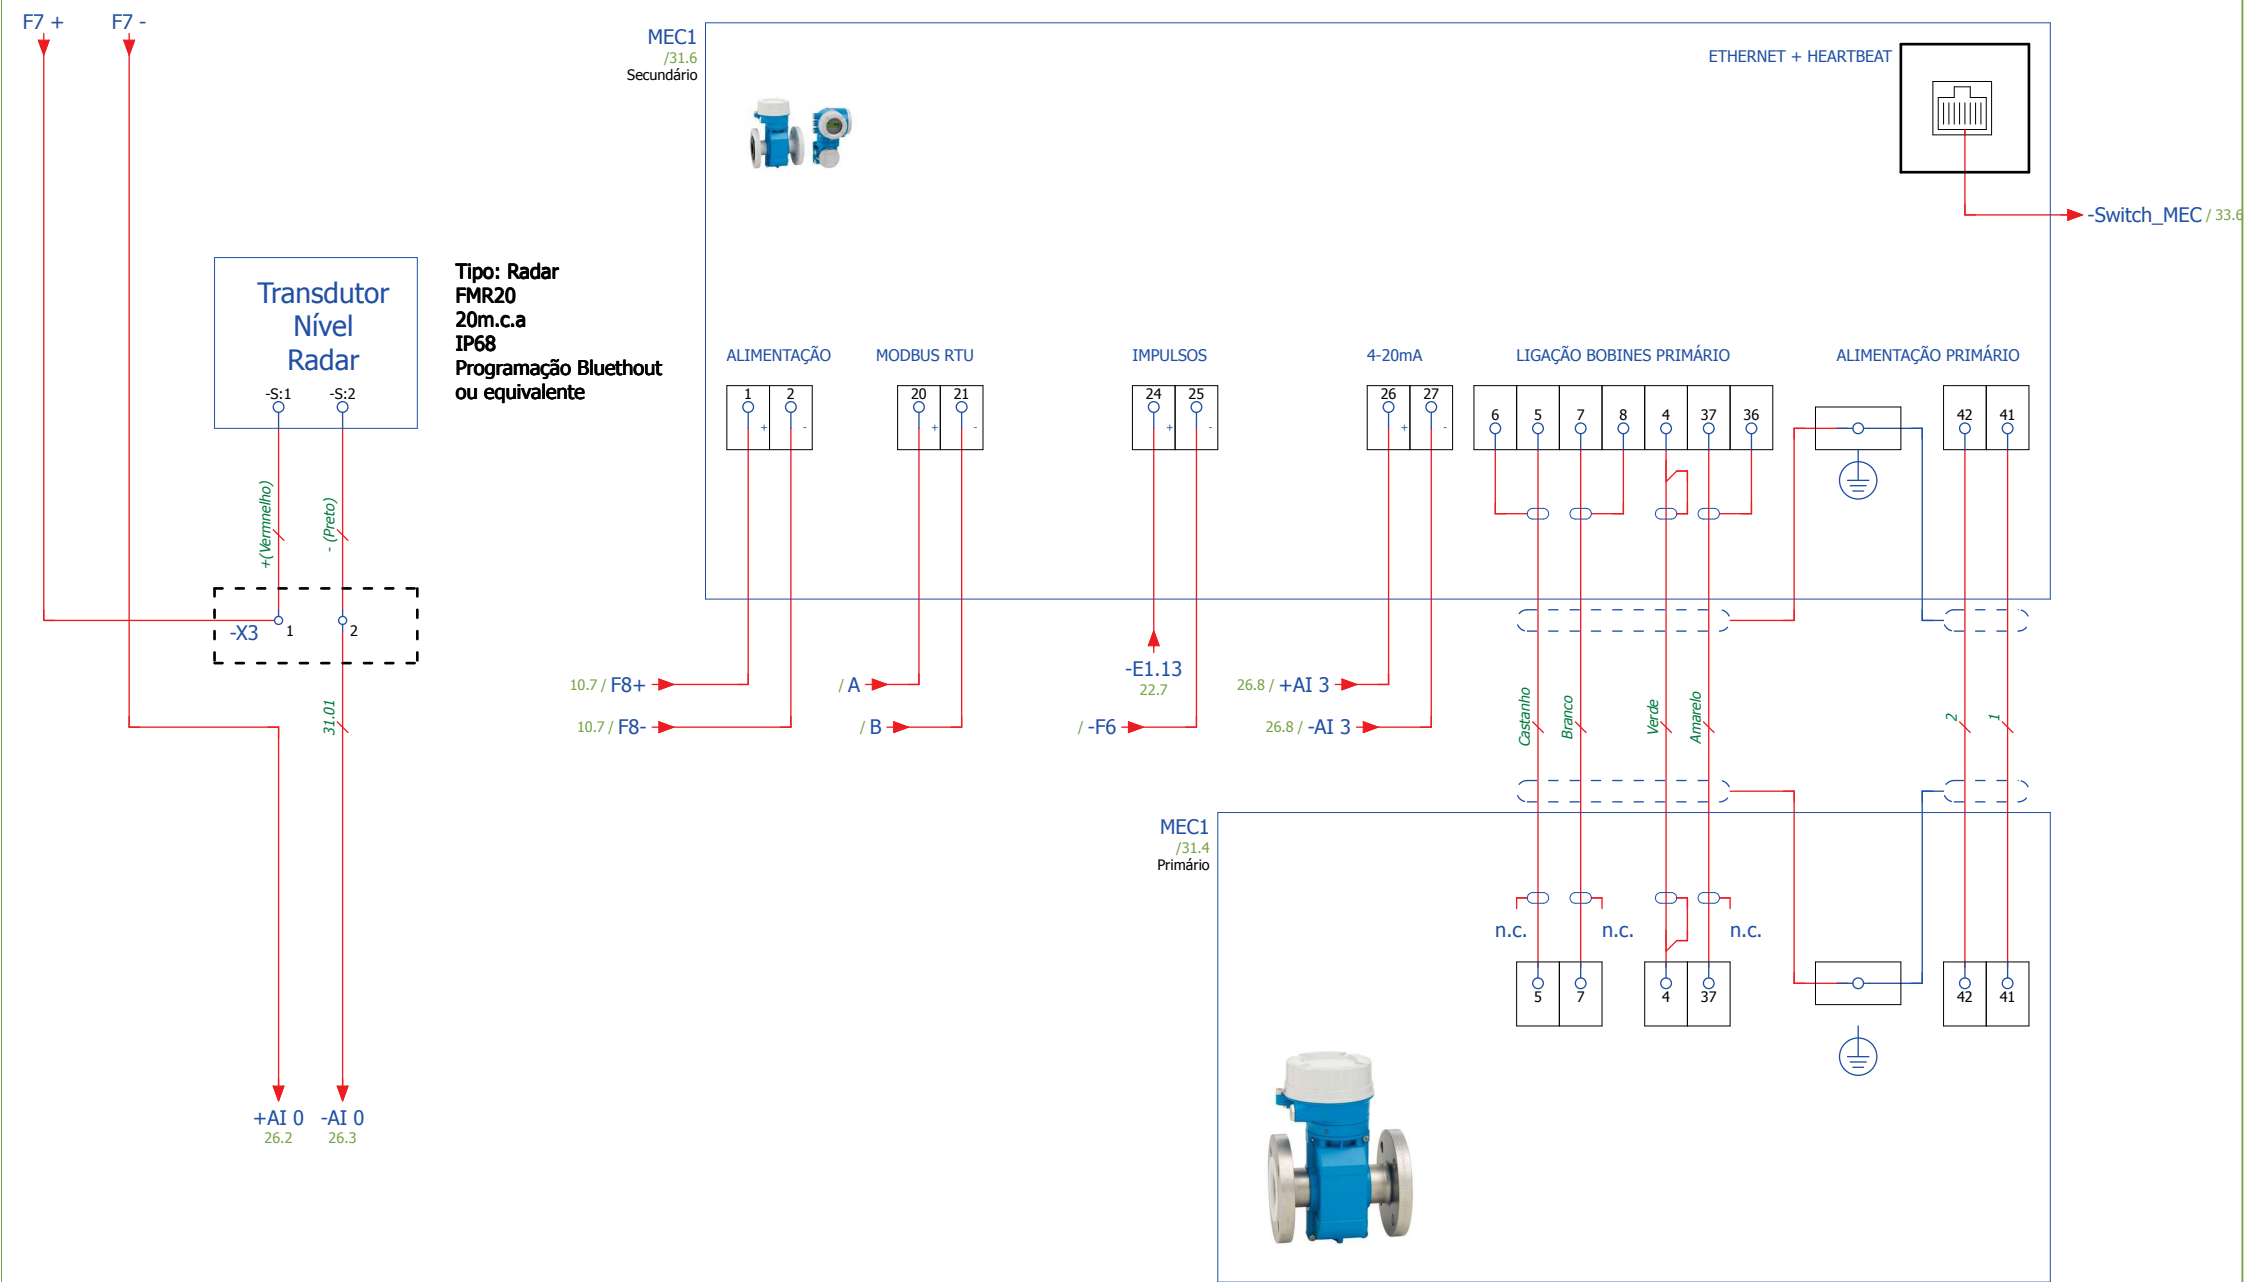 F7 +
F7 -
MEC1
/31.6
Secundário
ETHERNET + HEARTBEAT
-Switch_MEC / 33.6
Transdutor
Nível
Radar
-S:1
-S:2
Tipo: Radar
FMR20
20m.c.a
IP68
Programação Bluethout
ou equivalente
ALIMENTAÇÃO
MODBUS RTU
IMPULSOS
4-20mA
LIGAÇÃO BOBINES PRIMÁRIO
ALIMENTAÇÃO PRIMÁRIO
1 2
+ -
20 21
+ -
24 25
+ -
26 27
+ -
6 5 7 8 4 37 36
42 41
+(Vermnelho)
- (Preto)
-X3
1
2
31.01
10.7 / F8+
10.7 / F8-
/ A
/ B
-E1.13
22.7
/ -F6
26.8 / +AI 3
26.8 / -AI 3
Castanho
Branco
Verde
Amarelo
2
1
MEC1
/31.4
Primário
n.c.
n.c.
n.c.
5 7
4 37
42 41
+AI 0
26.2
-AI 0
26.3